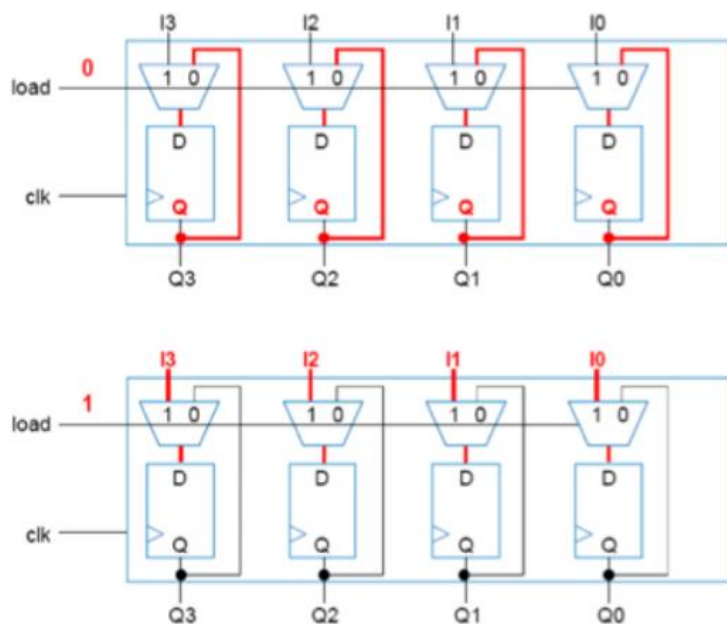 I3 I2 I1 I0
0
1 0 1 0 1 0 1 0
load
D D D D
clk
Q Q Q Q
Q3 Q2 Q1 Q0
I3 I2 I1 I0
1
1 0 1 0 1 0 1 0
load
D D D D
clk
Q Q Q Q
Q3 Q2 Q1 Q0